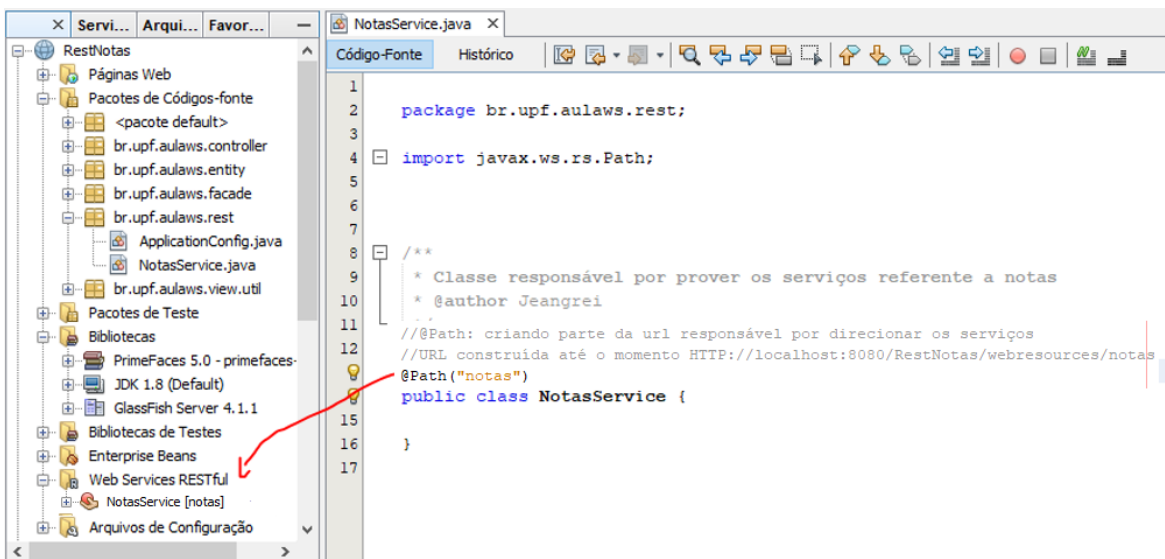 Servi... Arqui... Favor...
RestNotas
Páginas Web
Pacotes de Códigos-fonte
<pacote default>
br.upf.aulaws.controller
br.upf.aulaws.entity
br.upf.aulaws.facade
br.upf.aulaws.rest
ApplicationConfig.java
NotasService.java
br.upf.aulaws.view.util
Pacotes de Teste
Bibliotecas
PrimeFaces 5.0 - primefaces-
JDK 1.8 (Default)
GlassFish Server 4.1.1
Bibliotecas de Testes
Enterprise Beans
Web Services RESTful
NotasService [notas]
Arquivos de Configuração
NotasService.java
Código-Fonte Histórico
1
2 package br.upf.aulaws.rest;
3
4 import javax.ws.rs.Path;
5
6
7
8 /**
9 * Classe responsável por prover os serviços referente a notas
10 * @author Jeangrei
11 //@Path: criando parte da url responsável por direcionar os serviços
12 //URL construída até o momento HTTP://localhost:8080/RestNotas/webresources/notas
@Path("notas")
public class NotasService {
15
16 }
17